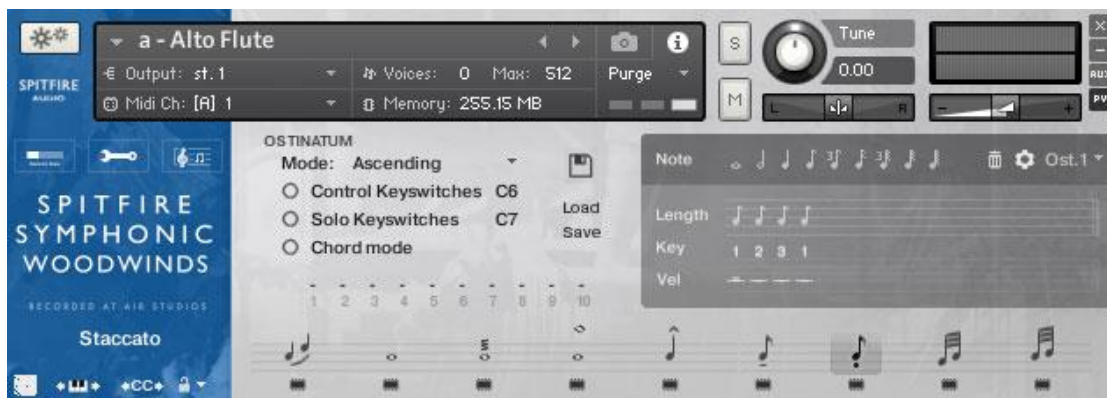 a - Alto Flute
Output: st. 1
Voices: 0 Max: 512
Purge
Midi Ch: [A] 1
Memory: 255.15 MB
S
M
Tune
0.00
L
R
AUX
PV
SPITFIRE
AUDIO
SPITFIRE
SYMPHONIC
WOODWINDS
RECORDED AT AIR STUDIOS
Staccato
CC
OSTINATUM
Mode: Ascending
Control Keyswitches C6
Solo Keyswitches C7
Chord mode
Load
Save
1 2 3 4 5 6 7 8 9 10
Note
Ost.1
Length
Key 1 2 3 1
Vel